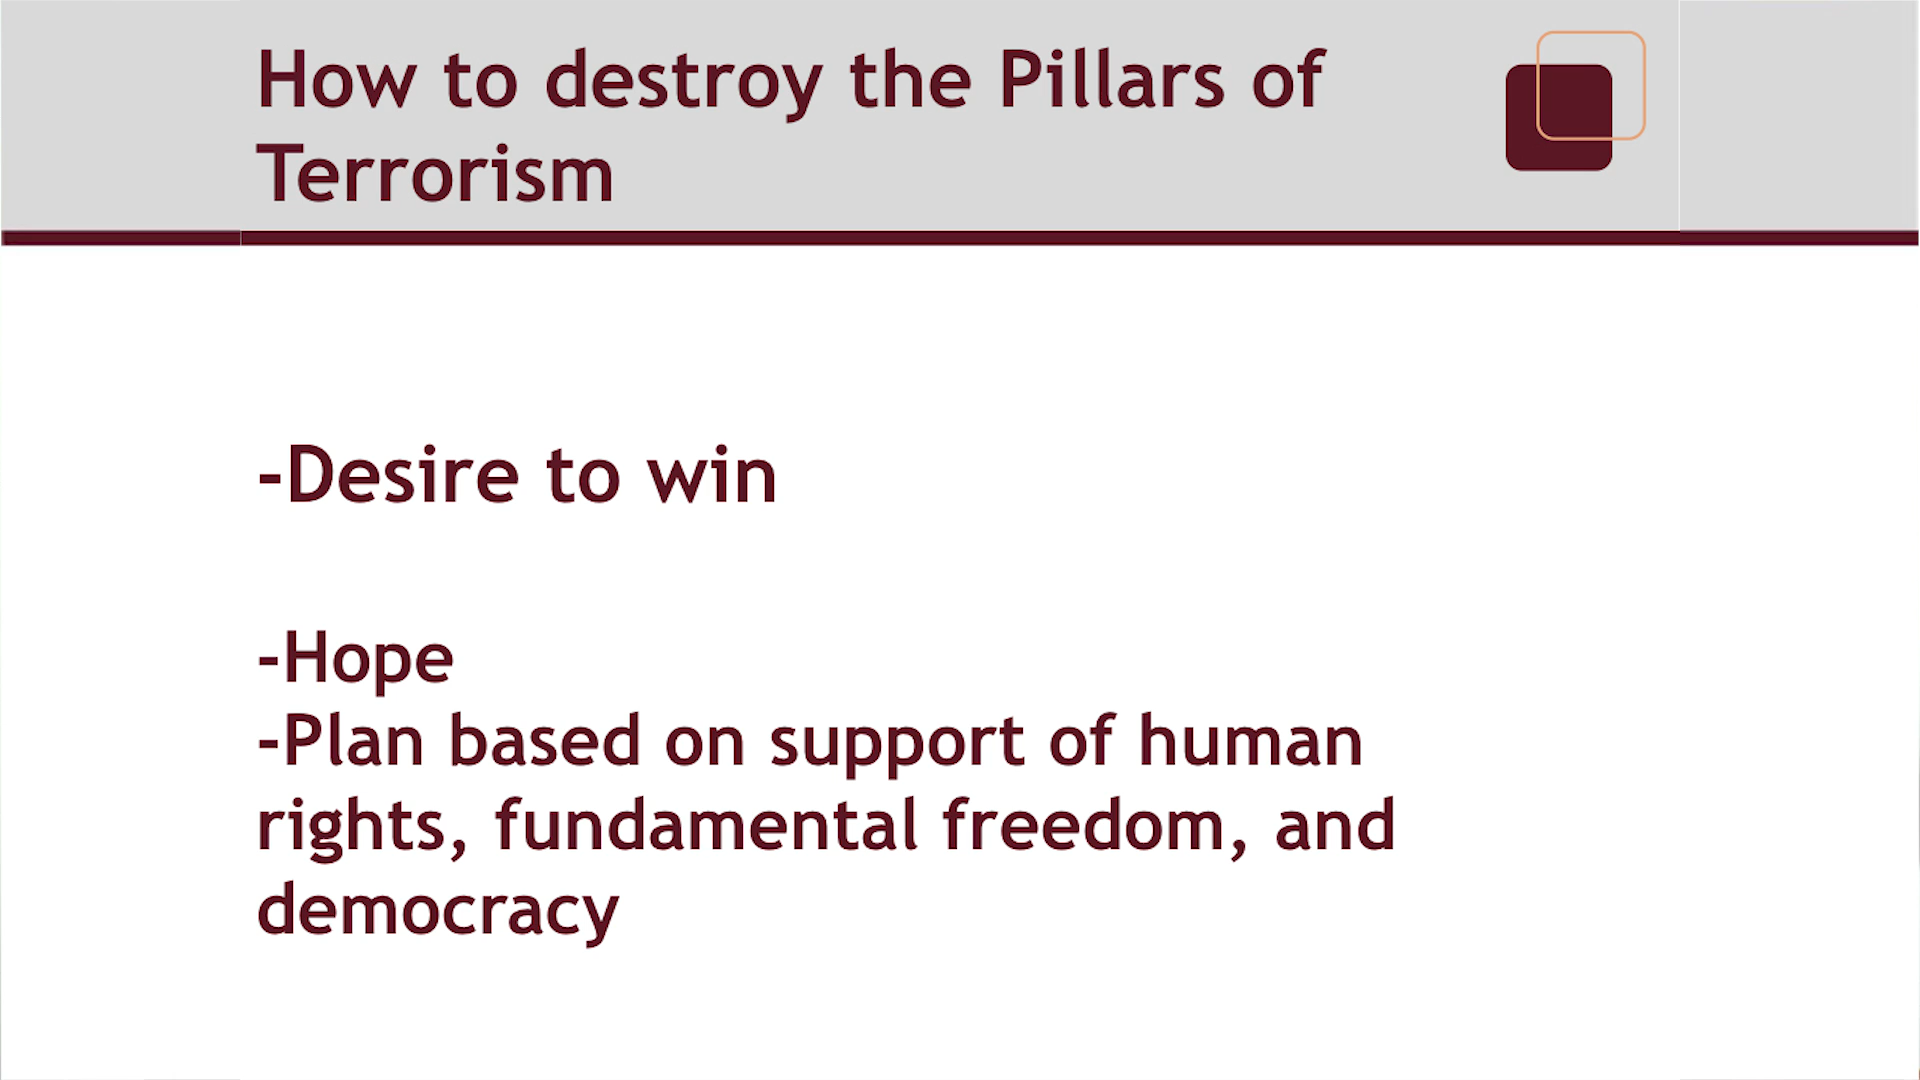 How to destroy the Pillars of
Terrorism
-Desire to win
-Hope
-Plan based on support of human
rights, fundamental freedom, and
democracy